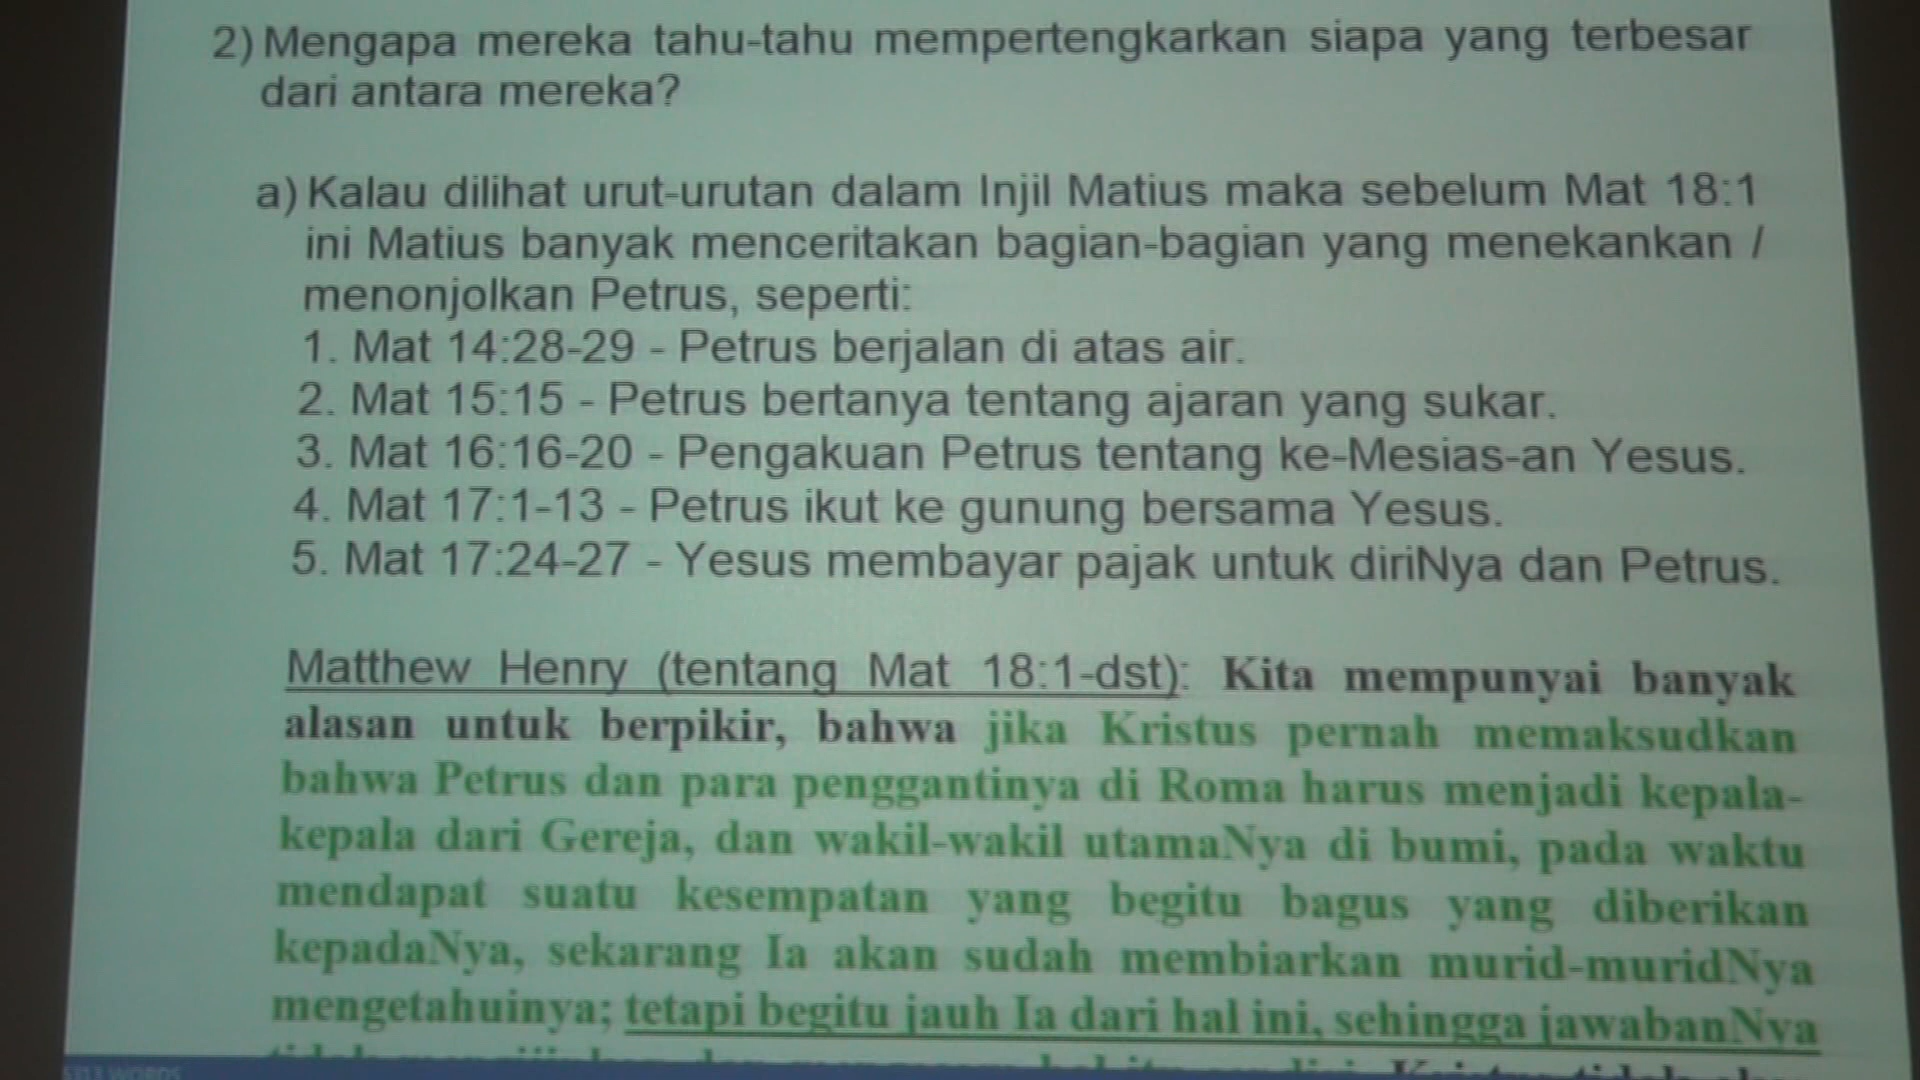 2) Mengapa mereka tahu-tahu mempertengkarkan siapa yang terbesar
dari antara mereka?
a) Kalau dilihat urut-urutan dalam Injil Matius maka sebelum Mat 18:1
ini Matius banyak menceritakan bagian-bagian yang menekankan /
menonjolkan Petrus, seperti:
1. Mat 14:28-29 - Petrus berjalan di atas air.
2. Mat 15:15 - Petrus bertanya tentang ajaran yang sukar.
3. Mat 16:16-20 - Pengakuan Petrus tentang ke-Mesias-an Yesus.
4. Mat 17:1-13 - Petrus ikut ke gunung bersama Yesus.
5. Mat 17:24-27 - Yesus membayar pajak untuk diriNya dan Petrus.
Matthew Henry (tentang Mat 18:1-dst): Kita mempunyai banyak
alasan untuk berpikir, bahwa jika Kristus pernah memaksudkan
bahwa Petrus dan para penggantinya di Roma harus menjadi kepala-
kepala dari Gereja, dan wakil-wakil utamaNya di bumi, pada waktu
mendapat suatu kesempatan yang begitu bagus yang diberikan
kepadaNya, sekarang Ia akan sudah membiarkan murid-muridNya
mengetahuinya; tetapi begitu jauh Ia dari hal ini, sehingga jawabanNya
WORDS